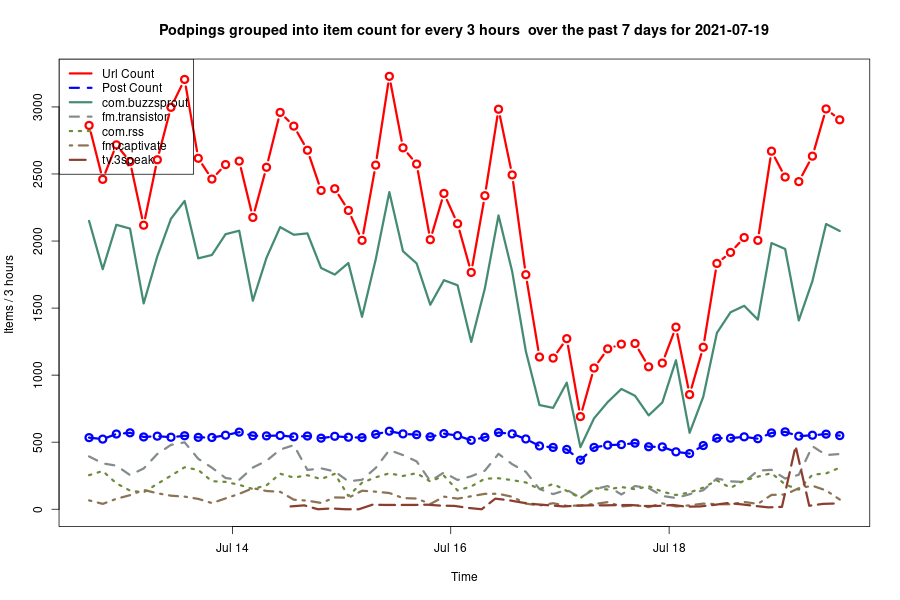 Podpings grouped into item count for every 3 hours  over the past 7 days for 2021-07-19
Url Count
Post Count
com.buzzsprout
fm.transistor
com.rss
fm.captivate
tv.3speak
Items / 3 hours
3000
2500
2000
1500
1000
500
0
Jul 14
Jul 16
Jul 18
Time